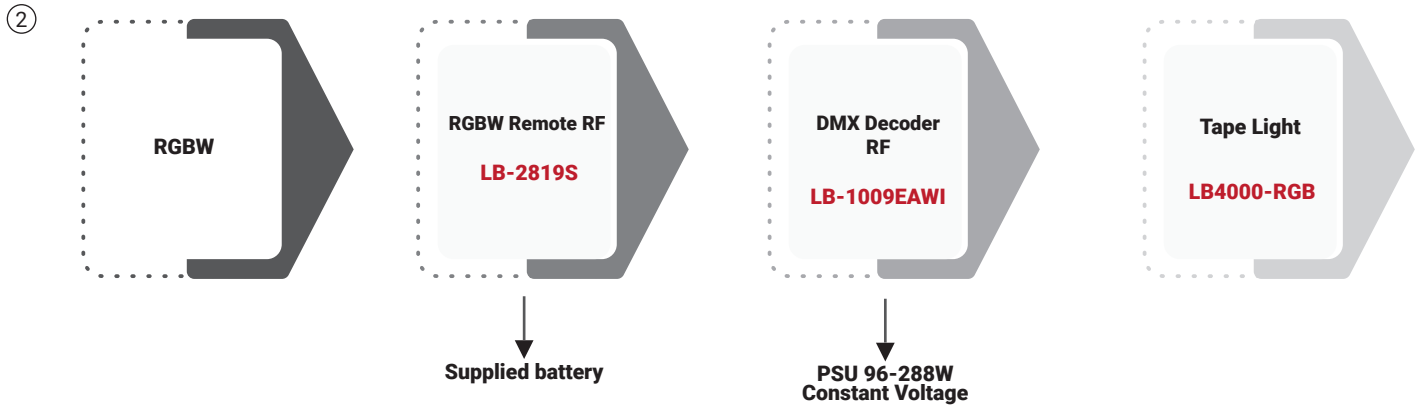 2
RGBW
RGBW Remote RF
LB-2819S
DMX Decoder
RF
LB-1009EAWI
Tape Light
LB4000-RGB
Supplied battery
PSU 96-288W
Constant Voltage